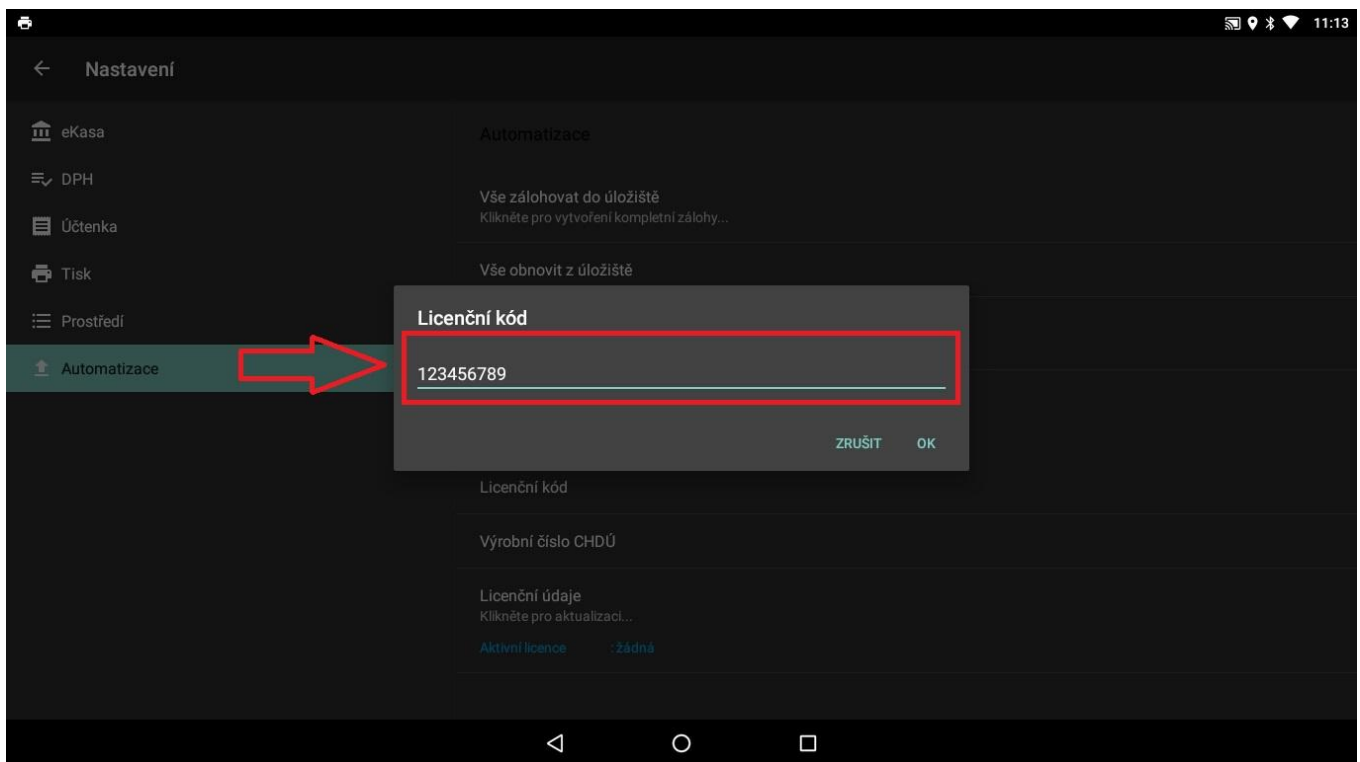 11:13
Nastavení
eKasa
DPH
Účtenka
Tisk
Prostředí
Automatizace
Automatizace
Vše zálohovat do úložiště
Klikněte pro vytvoření kompletní zálohy...
Vše obnovit z úložiště
Licenční kód
123456789
ZRUŠIT OK
Licenční kód
Výrobní číslo CHDÚ
Licenční údaje
Klikněte pro aktualizaci...
Aktivní licence : žádná